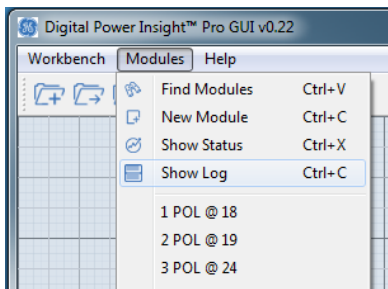 Digital Power Insight™ Pro GUI v0.22
Workbench Modules Help
Find Modules Ctrl+V
New Module Ctrl+C
Show Status Ctrl+X
Show Log Ctrl+C
1 POL @ 18
2 POL @ 19
3 POL @ 24